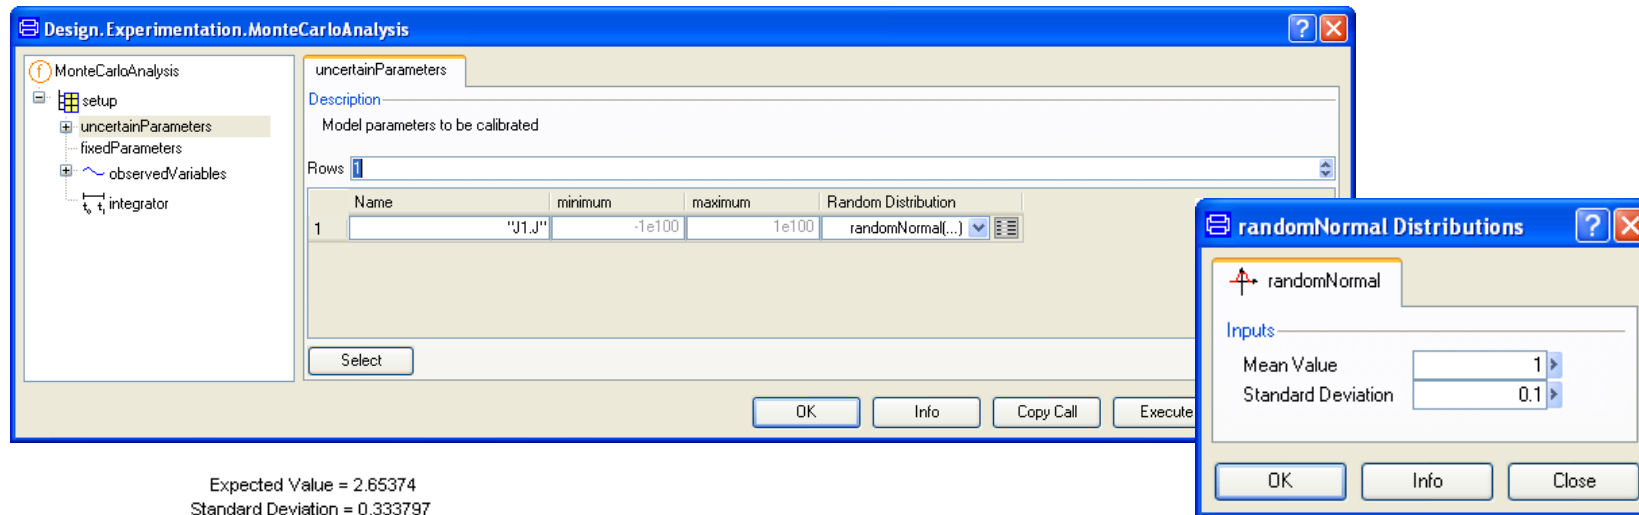 Design.Experimentation.MonteCarloAnalysis
MonteCarloAnalysis
setup
uncertainParameters
fixedParameters
observedVariables
integrator
uncertainParameters
Description
Model parameters to be calibrated
Rows 1
Name minimum maximum Random Distribution
1 "J1.J" -1e100 1e100 randomNormal(...)
Select
OK Info Copy Call Execute
randomNormal Distributions
randomNormal
Inputs
Mean Value 1
Standard Deviation 0.1
OK Info Close
Expected Value = 2.65374
Standard Deviation = 0.333797